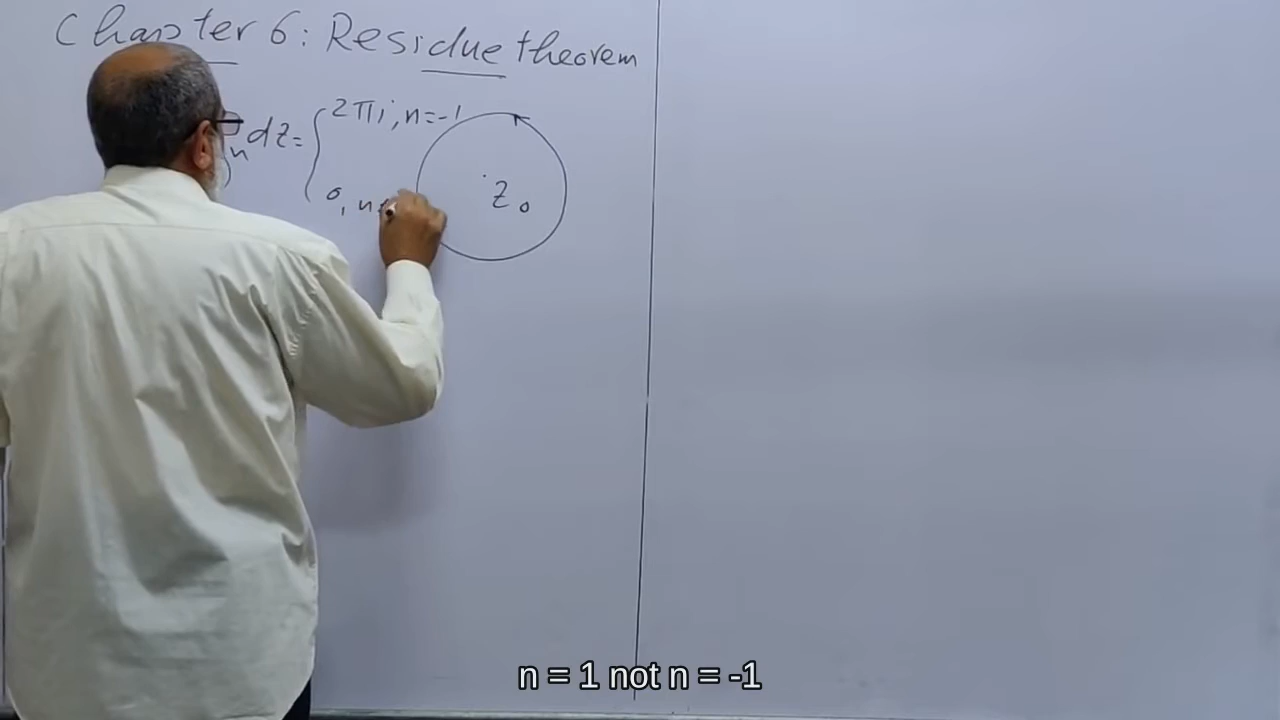 Chapter 6: Residue theorem
n dz = { 2πi, n=-1
) 0, n
z₀
n = 1 not n = -1